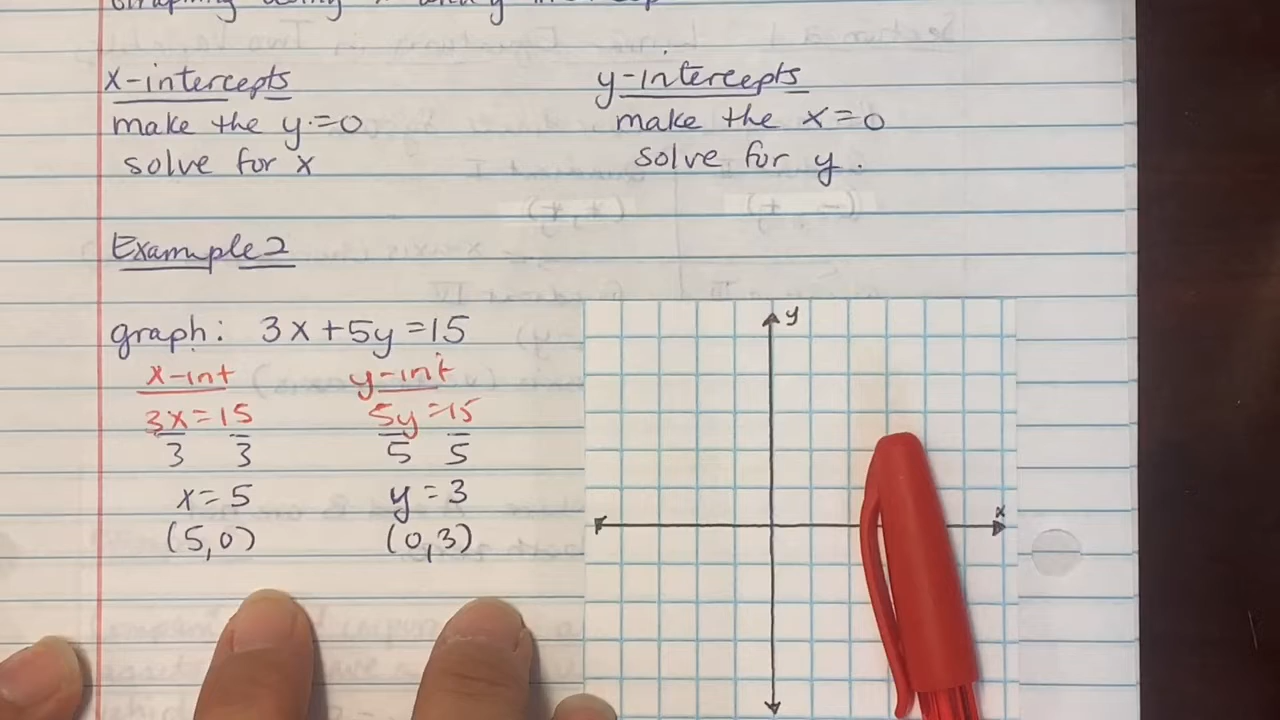 x-intercepts
make the y=0
solve for x
y-intercepts
make the x=0
solve for y.
Example 2
graph: 3x+5y=15
x-int
3x=15
3 3
x=5
(5,0)
y-int
5y=15
5 5
y=3
(0,3)
y
x